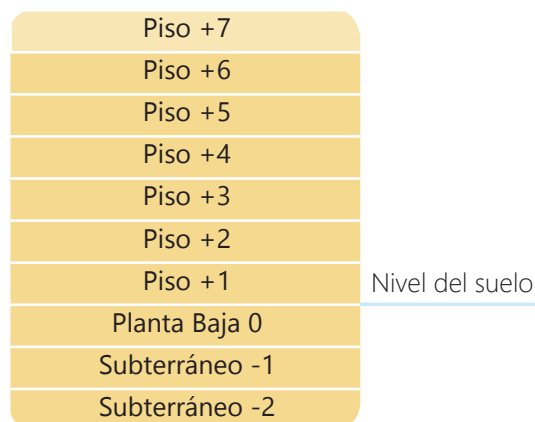 Piso +7
Piso +6
Piso +5
Piso +4
Piso +3
Piso +2
Piso +1
Nivel del suelo
Planta Baja 0
Subterráneo -1
Subterráneo -2